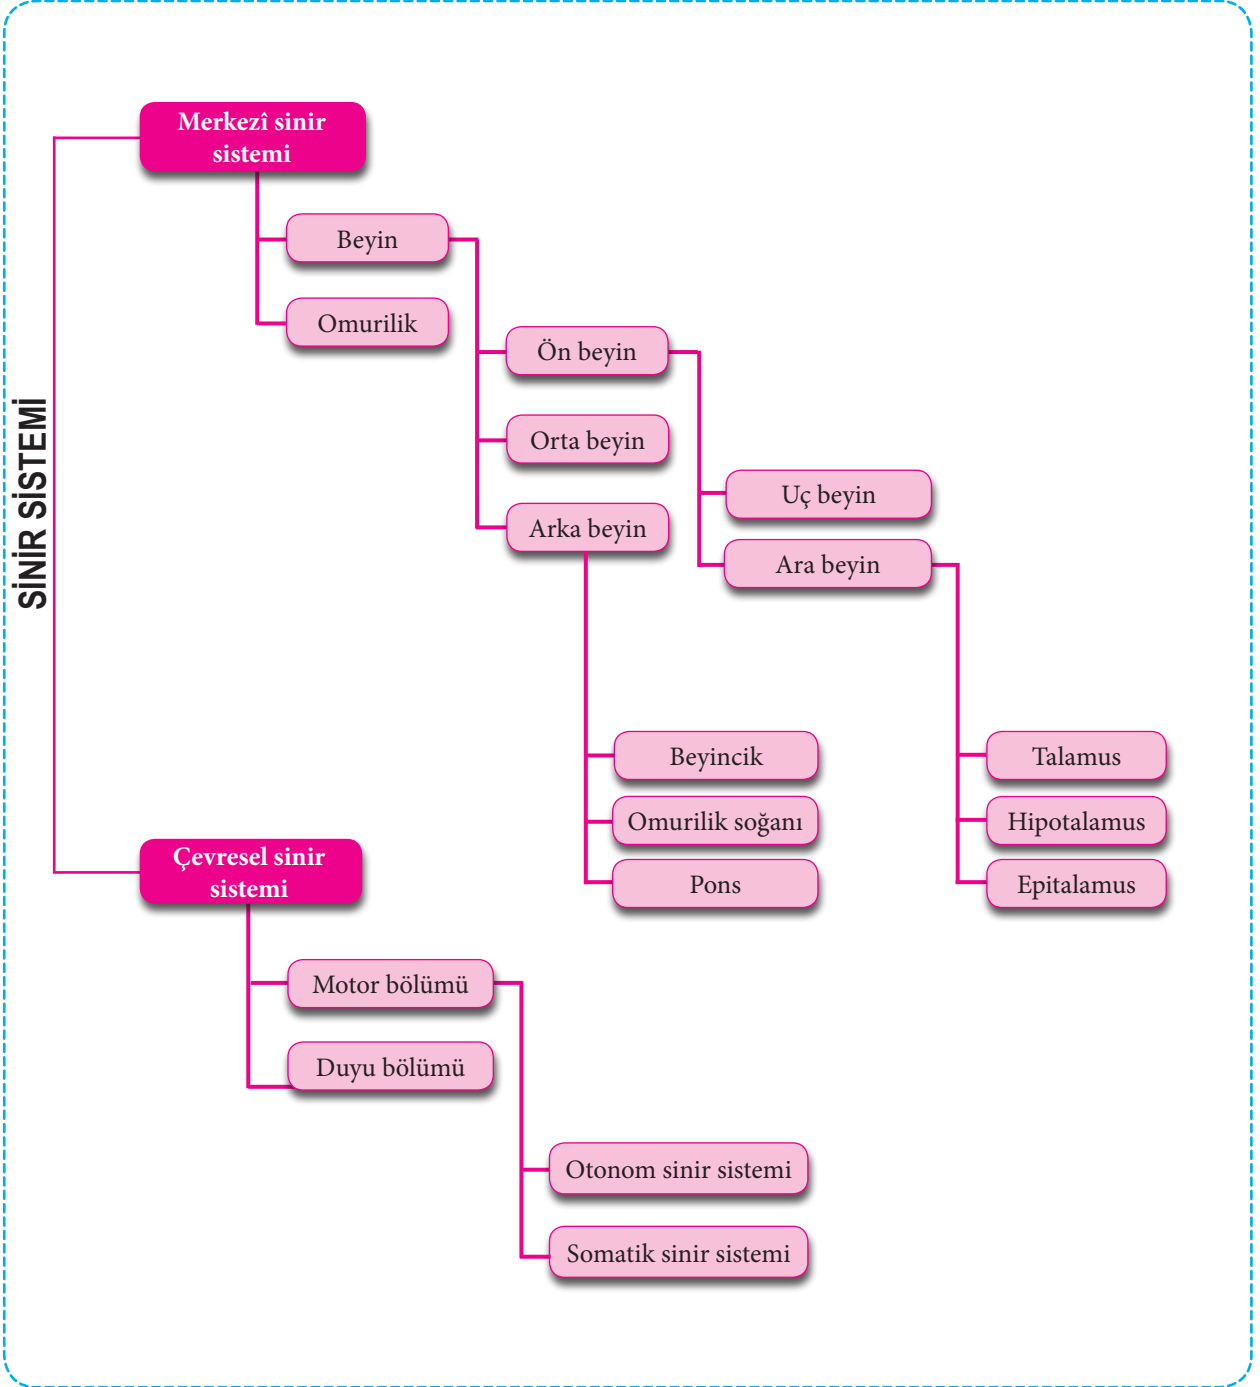 SİNİR SİSTEMİ
Merkezî sinir
sistemi
Beyin
Omurilik
Ön beyin
Orta beyin
Arka beyin
Uç beyin
Ara beyin
Beyincik
Omurilik soğanı
Pons
Talamus
Hipotalamus
Epitalamus
Çevresel sinir
sistemi
Motor bölümü
Duyu bölümü
Otonom sinir sistemi
Somatik sinir sistemi